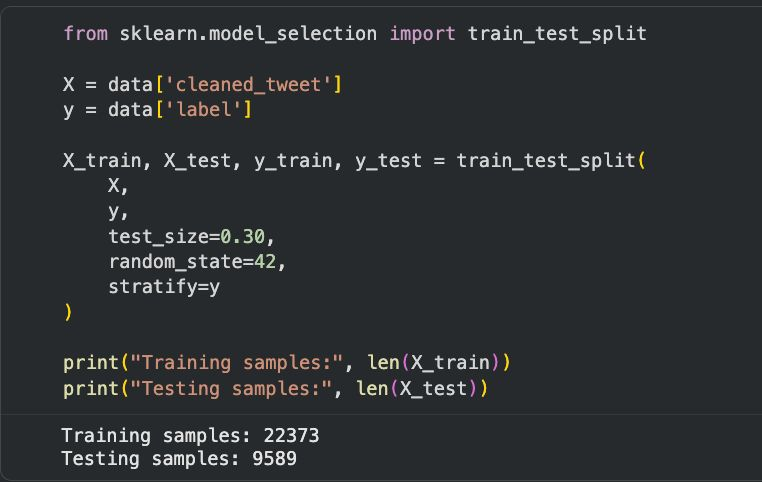 from sklearn.model_selection import train_test_split
X = data['cleaned_tweet']
y = data['label']
X_train, X_test, y_train, y_test = train_test_split(
    X,
    y,
    test_size=0.30,
    random_state=42,
    stratify=y
)
print("Training samples:", len(X_train))
print("Testing samples:", len(X_test))
Training samples: 22373
Testing samples: 9589